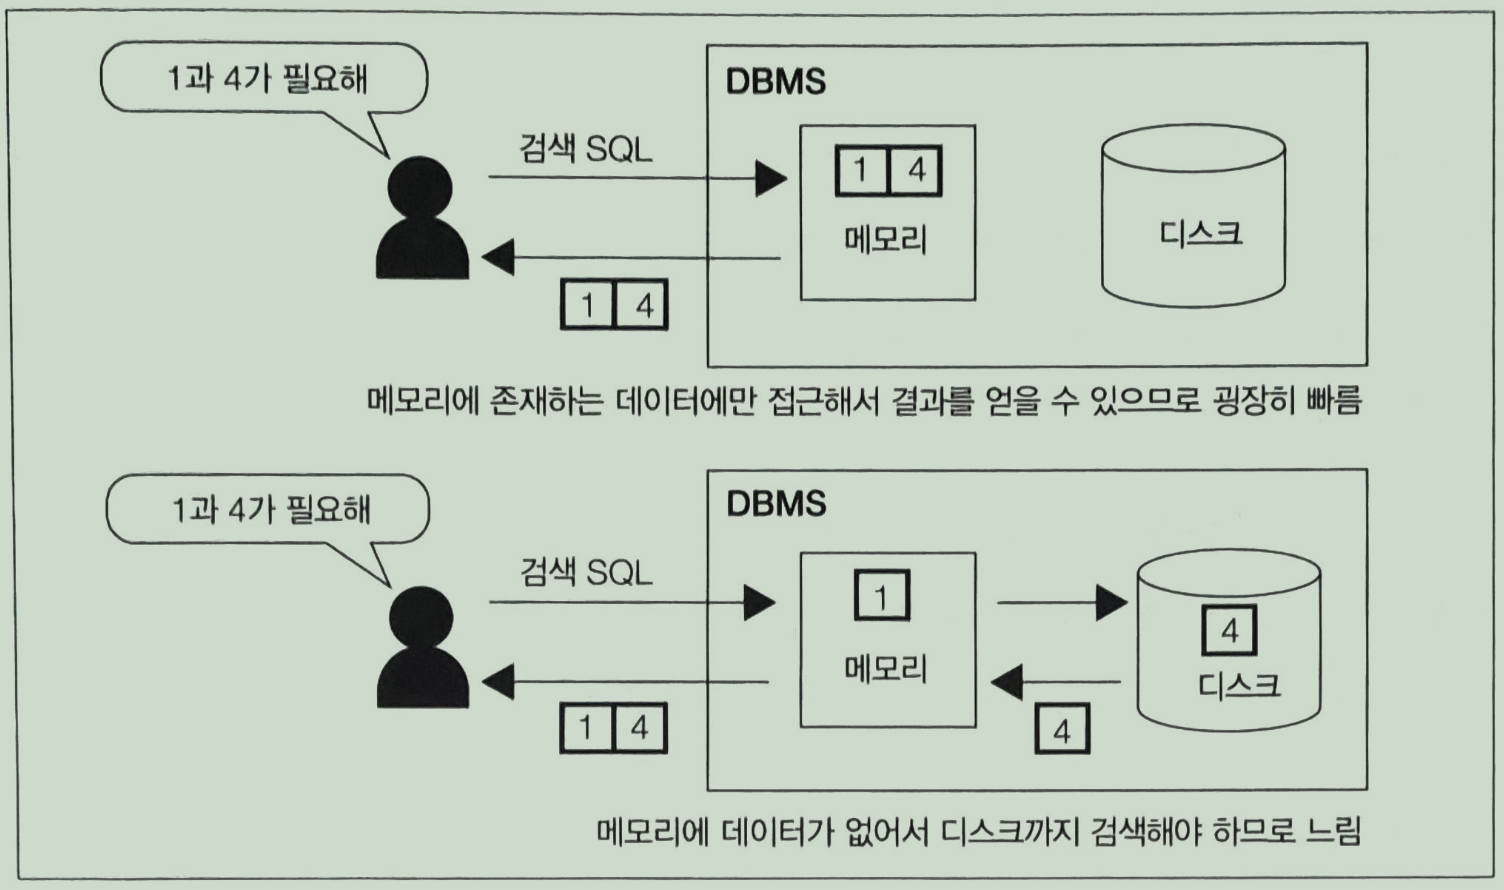 1과 4가 필요해
DBMS
검색 SQL
1 4
메모리
디스크
1 4
메모리에 존재하는 데이터에만 접근해서 결과를 얻을 수 있으므로 굉장히 빠름
1과 4가 필요해
DBMS
검색 SQL
1
메모리
4
디스크
1 4
4
메모리에 데이터가 없어서 디스크까지 검색해야 하므로 느림